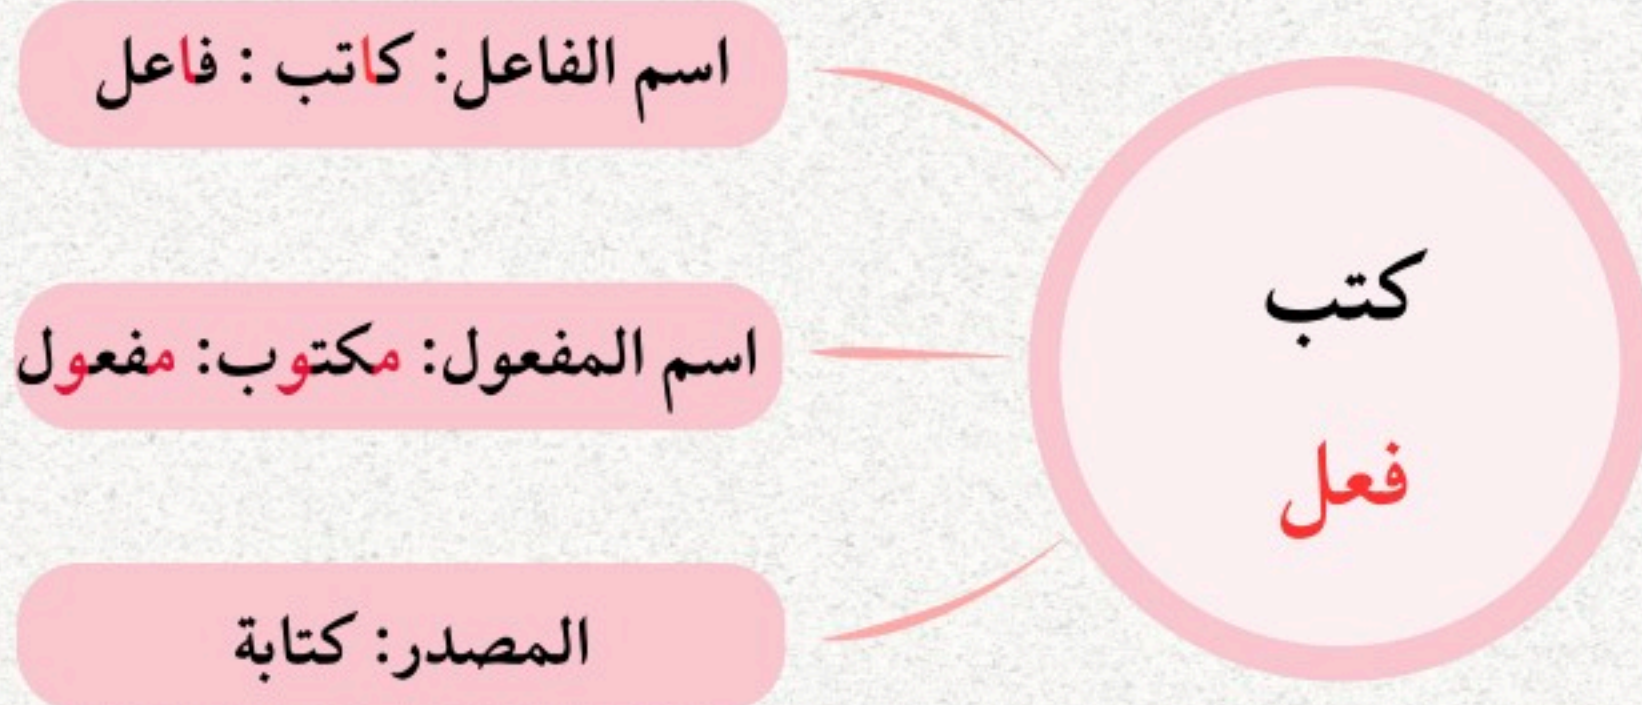 اسم الفاعل: كاتب : فاعل
كتب
اسم المفعول: مكتوب: مفعول
فعل
المصدر: كتابة